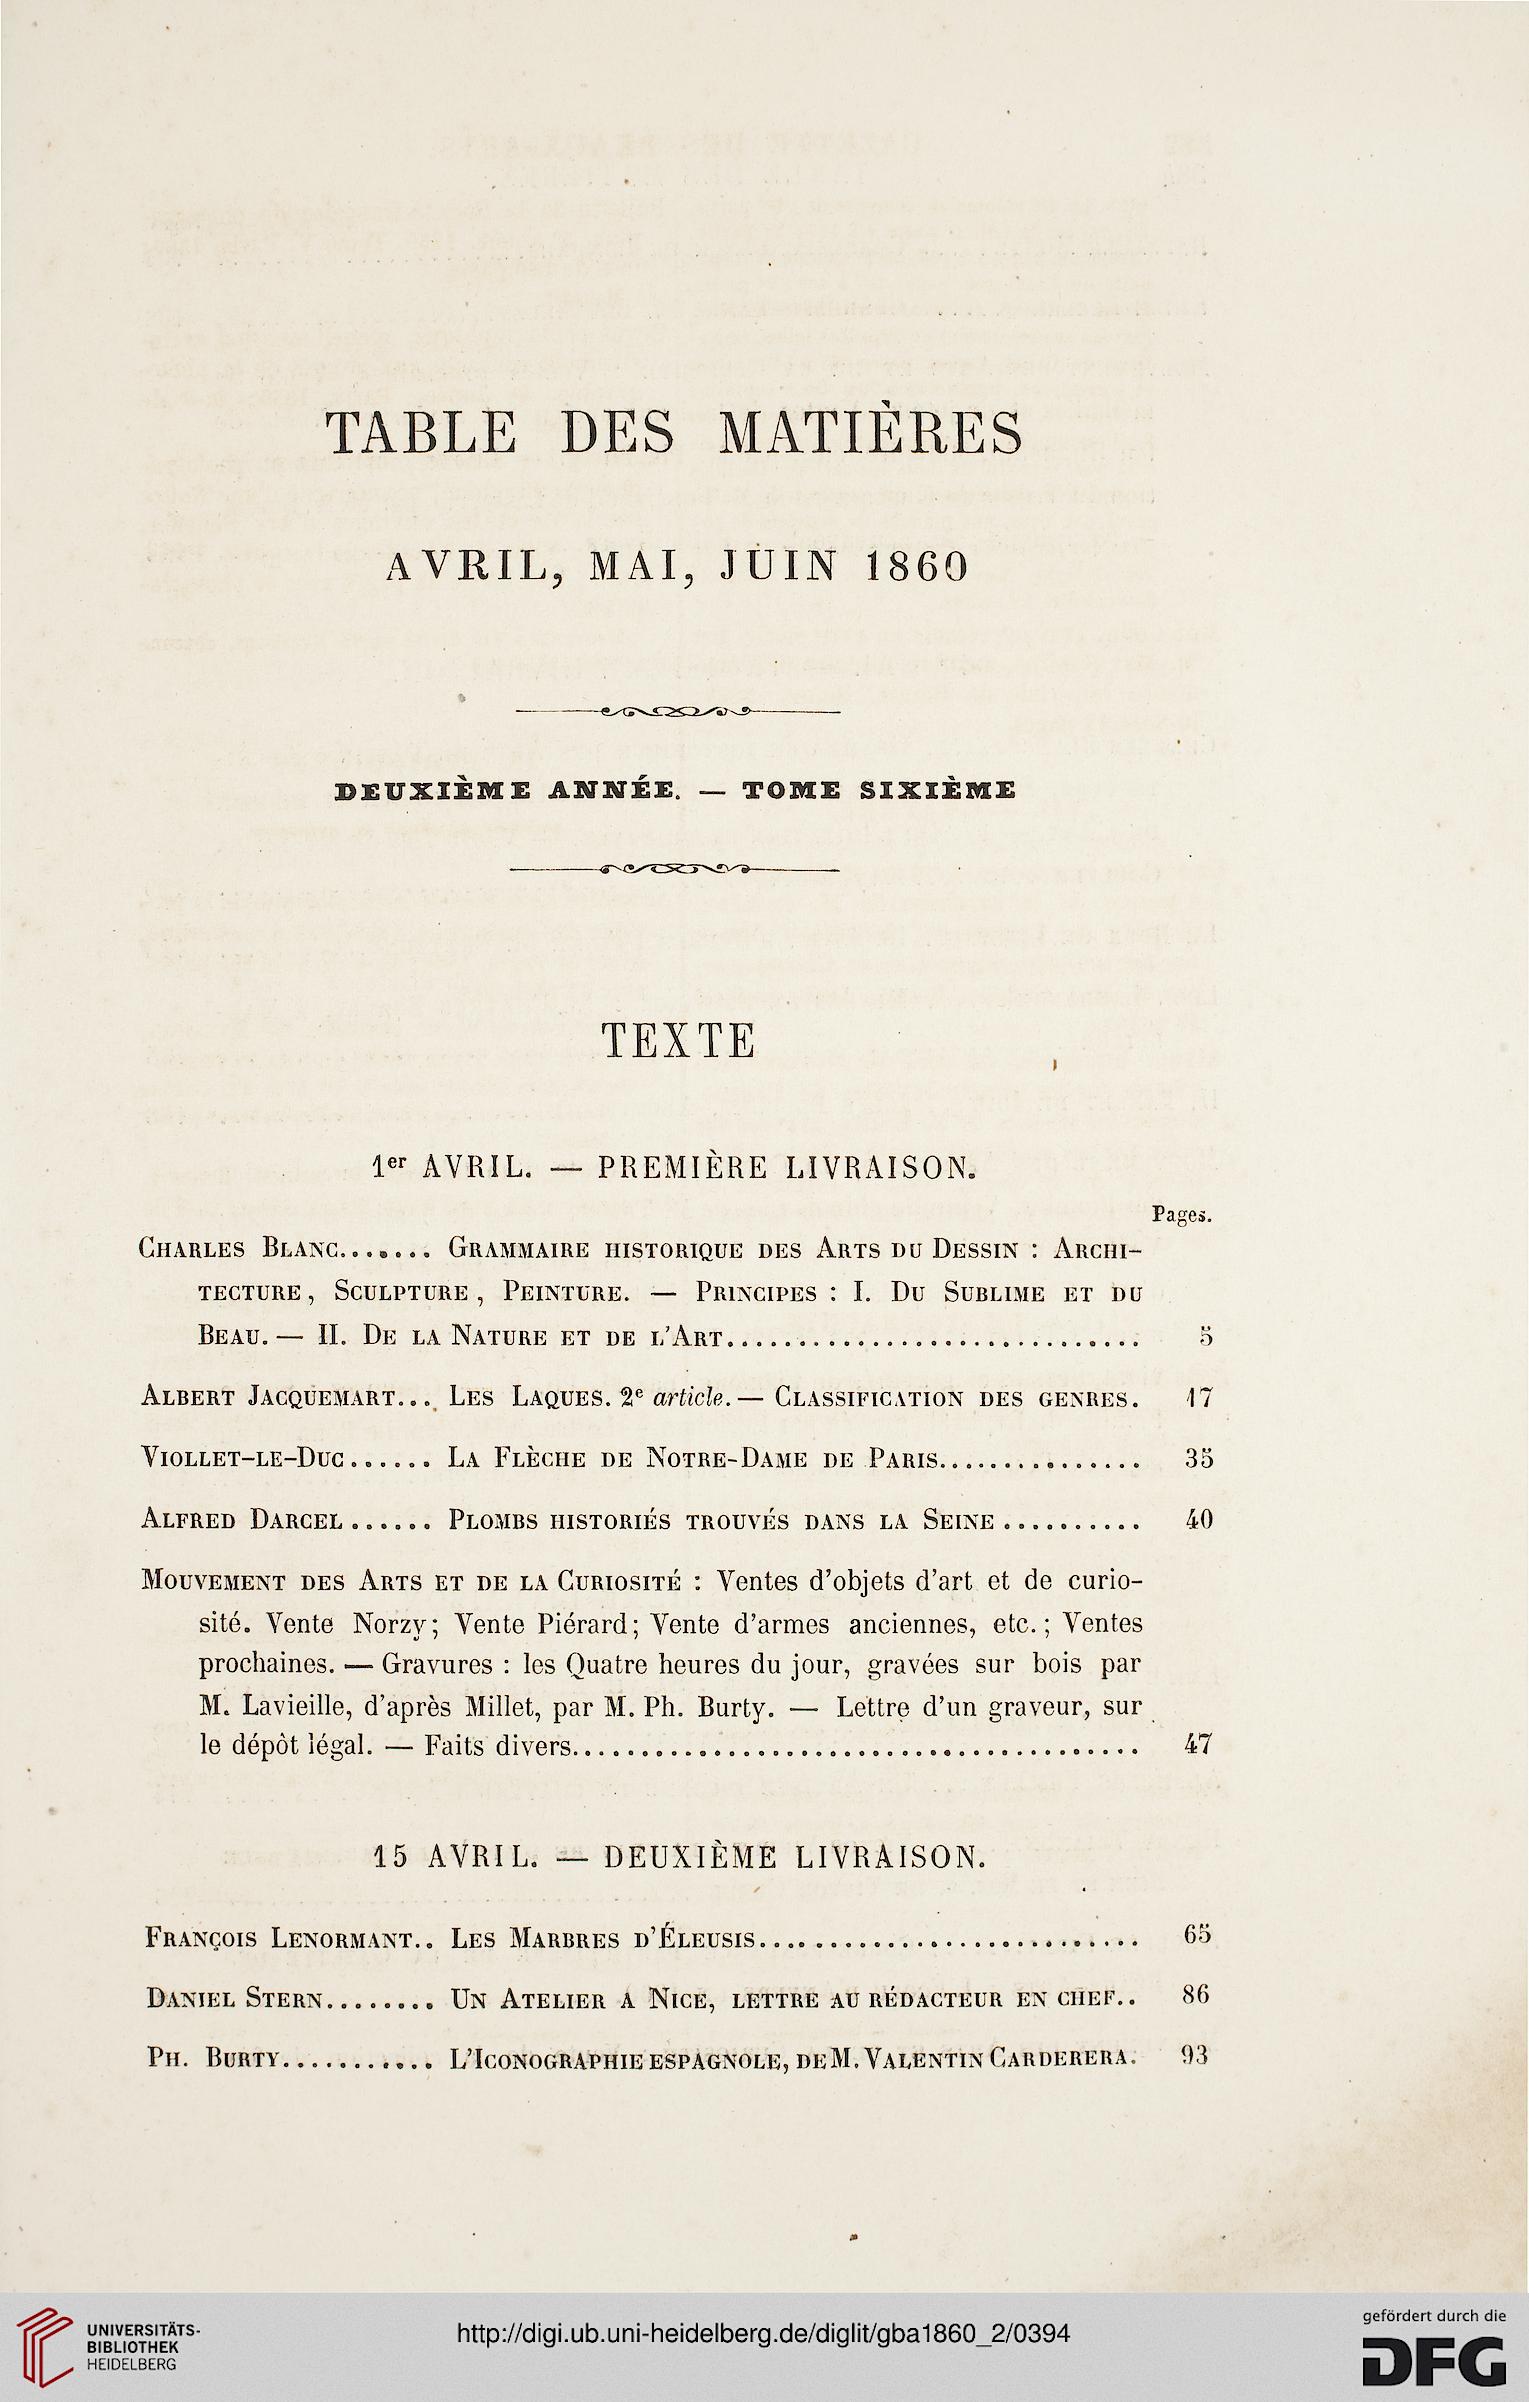 TABLE DES MATIÈRES
AVRIL, MAI, JUIN 1860
DEUXIÈME ANNÉE. — TOME SIXIÈME
TEXTE
1er AVRIL. — PREMIÈRE LIVRAISON.
Pages.
CHARLES BLANC....... GRAMMAIRE HISTORIQUE DES ARTS DU DESSIN : ARCHI-
TECTURE, SCULPTURE, PEINTURE. — PRINCIPES : I. DU SUBLIME ET DU
BEAU. — II. DE LA NATURE ET DE L'ART............................. 5
ALBERT JACQUEMART... LES LAQUES. 2e article. — CLASSIFICATION DES GENRES. 17
VIOLLET-LE-DUC...... LA FLÈCHE DE NOTRE-DAME DE PARIS.............. 35
ALFRED DARCEL...... PLOMBS HISTORIÉS TROUVÉS DANS LA SEINE.......... 40
MOUVEMENT DES ARTS ET DE LA CURIOSITÉ : Ventes d'objets d'art et de curio-
sité. Vente Norzy; Vente Piérard; Vente d'armes anciennes, etc.; Ventes
prochaines. — Gravures : les Quatre heures du jour, gravées sur bois par
M. Lavieille, d'après Millet, par M. Ph. Burty. — Lettre d'un graveur, sur
le dépôt légal. — Faits divers....................................... 47
15 AVRIL. — DEUXIÈME LIVRAISON.
FRANÇOIS LENORMANT.. LES MARBRES D'ÉLEUSIS.......................... 65
DANIEL STERN........ UN ATELIER A NICE, LETTRE AU RÉDACTEUR EN CHEF.. 86
PH. BURTY........... L'ICONOGRAPHIE ESPAGNOLE, DE M. VALENTIN CARDERERA. 93
UNIVERSITÄTS-
BIBLIOTHEK
HEIDELBERG
http://digi.ub.uni-heidelberg.de/diglit/gba1860_2/0394
gefördert durch die
DFG